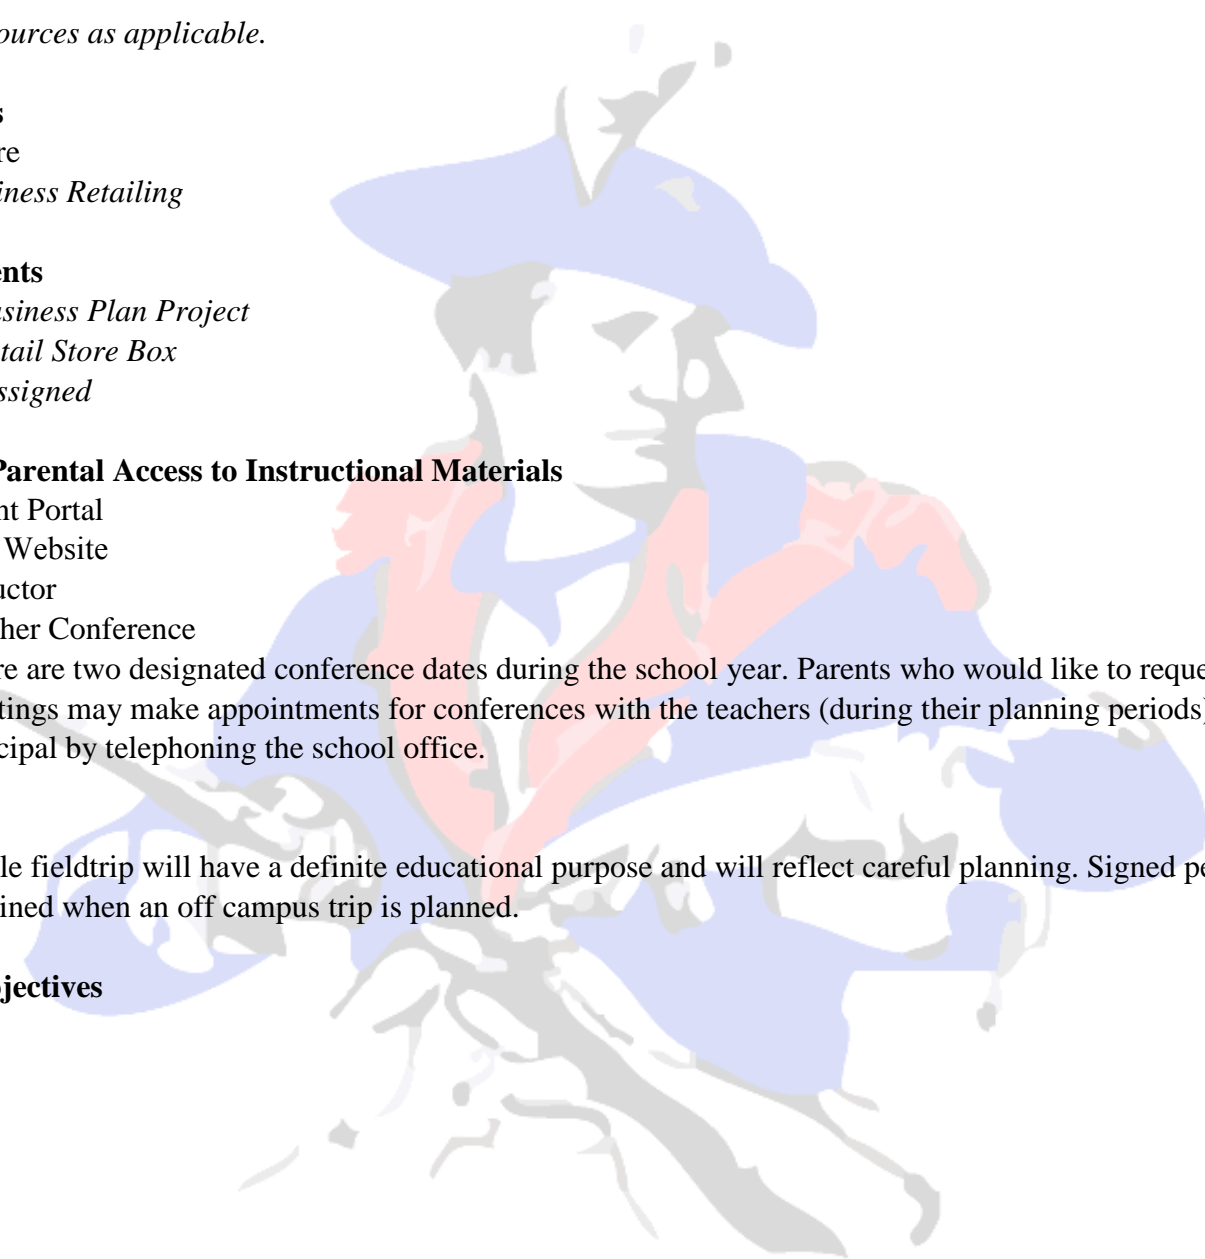 ources as applicable.
s
re
iness Retailing
ents
usiness Plan Project
tail Store Box
ssigned
Parental Access to Instructional Materials
nt Portal
Website
uctor
her Conference
re are two designated conference dates during the school year. Parents who would like to reque
tings may make appointments for conferences with the teachers (during their planning periods)
cipal by telephoning the school office.
le fieldtrip will have a definite educational purpose and will reflect careful planning. Signed pe
ined when an off campus trip is planned.
jectives